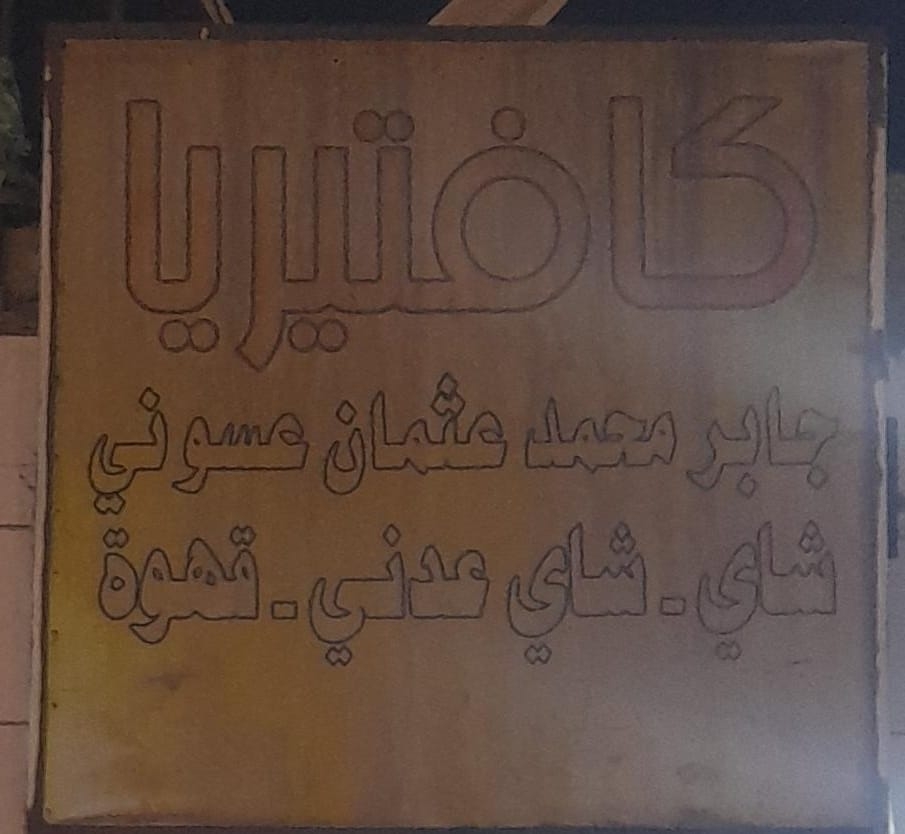 كافتيريا
جابر محمد عثمان عسوني
شاي - شاي عدني - قهوة